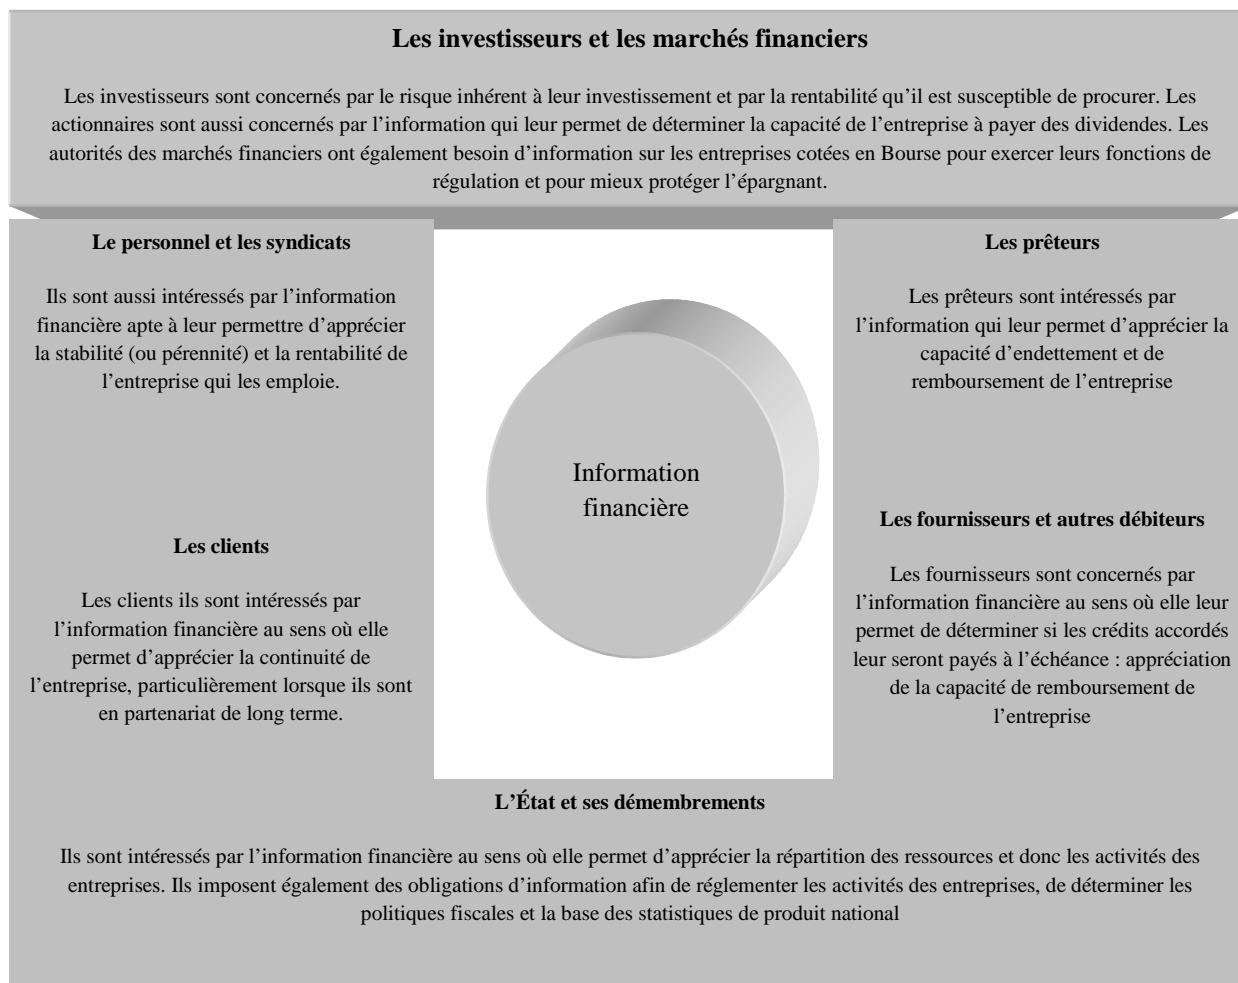 Les investisseurs et les marchés financiers
Les investisseurs sont concernés par le risque inhérent à leur investissement et par la rentabilité qu’il est susceptible de procurer. Les
actionnaires sont aussi concernés par l’information qui leur permet de déterminer la capacité de l’entreprise à payer des dividendes. Les
autorités des marchés financiers ont également besoin d’information sur les entreprises cotées en Bourse pour exercer leurs fonctions de
régulation et pour mieux protéger l’épargnant.
Le personnel et les syndicats
Ils sont aussi intéressés par l’information
financière apte à leur permettre d’apprécier
la stabilité (ou pérennité) et la rentabilité de
l’entreprise qui les emploie.
Les clients
Les clients ils sont intéressés par
l’information financière au sens où elle
permet d’apprécier la continuité de
l’entreprise, particulièrement lorsque ils sont
en partenariat de long terme.
Information
financière
Les prêteurs
Les prêteurs sont intéressés par
l’information qui leur permet d’apprécier la
capacité d’endettement et de
remboursement de l’entreprise
Les fournisseurs et autres débiteurs
Les fournisseurs sont concernés par
l’information financière au sens où elle leur
permet de déterminer si les crédits accordés
leur seront payés à l’échéance : appréciation
de la capacité de remboursement de
l’entreprise
L’État et ses démembrements
Ils sont intéressés par l’information financière au sens où elle permet d’apprécier la répartition des ressources et donc les activités des
entreprises. Ils imposent également des obligations d’information afin de réglementer les activités des entreprises, de déterminer les
politiques fiscales et la base des statistiques de produit national